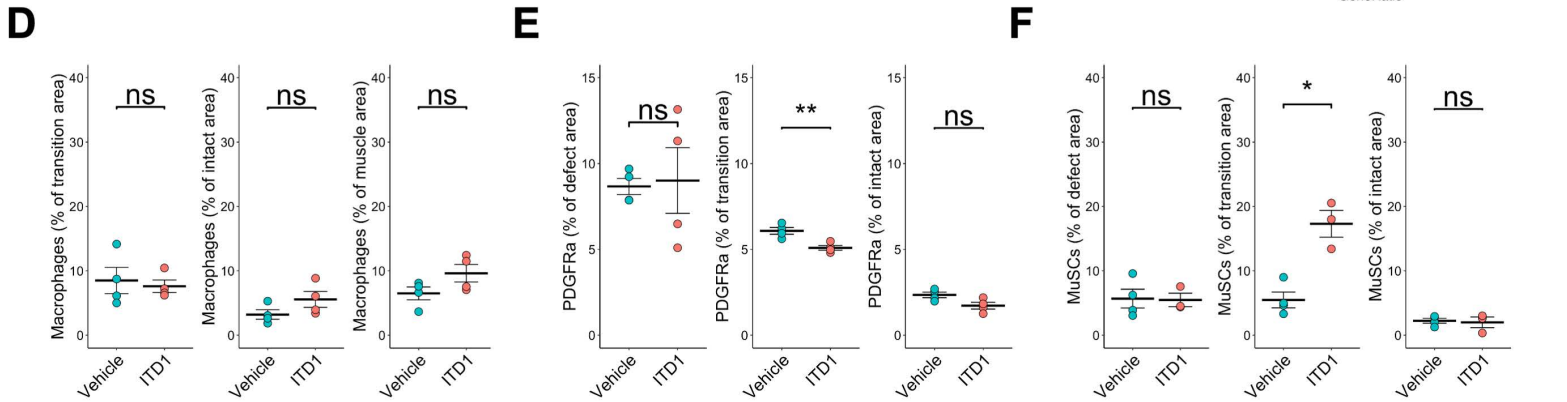 D
E
F
Macrophages (% of transition area)
40
30
20
10
0
ns
Vehicle
ITD1
Macrophages (% of intact area)
40
30
20
10
0
ns
Vehicle
ITD1
Macrophages (% of muscle area)
40
30
20
10
0
ns
Vehicle
ITD1
PDGFRa (% of defect area)
15
10
5
0
ns
Vehicle
ITD1
PDGFRa (% of transition area)
15
10
5
0
**
Vehicle
ITD1
PDGFRa (% of intact area)
15
10
5
0
ns
Vehicle
ITD1
MuSCs (% of defect area)
40
30
20
10
0
ns
Vehicle
ITD1
MuSCs (% of transition area)
40
30
20
10
0
*
Vehicle
ITD1
MuSCs (% of intact area)
40
30
20
10
0
ns
Vehicle
ITD1